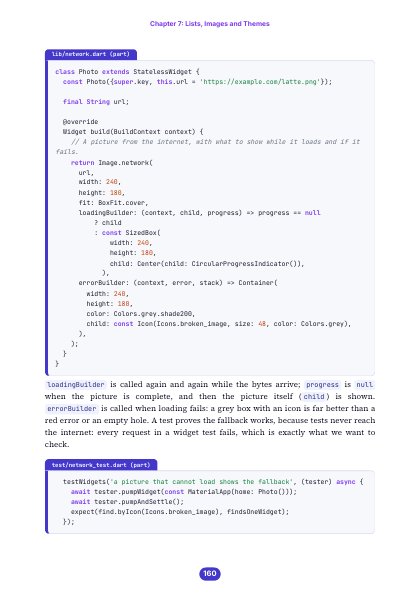 Chapter 7: Lists, Images and Themes
lib/network.dart (part)
class Photo extends StatelessWidget {
  const Photo({super.key, this.url = 'https://example.com/latte.png'});

  final String url;

  @override
  Widget build(BuildContext context) {
    // A picture from the internet, with what to show while it loads and if it
fails.
    return Image.network(
      url,
      width: 240,
      height: 180,
      fit: BoxFit.cover,
      loadingBuilder: (context, child, progress) => progress == null
          ? child
          : const SizedBox(
              width: 240,
              height: 180,
              child: Center(child: CircularProgressIndicator()),
            ),
      errorBuilder: (context, error, stack) => Container(
        width: 240,
        height: 180,
        color: Colors.grey.shade200,
        child: const Icon(Icons.broken_image, size: 48, color: Colors.grey),
      ),
    );
  }
}
loadingBuilder is called again and again while the bytes arrive; progress is null
when the picture is complete, and then the picture itself (child) is shown.
errorBuilder is called when loading fails: a grey box with an icon is far better than a
red error or an empty hole. A test proves the fallback works, because tests never reach
the internet: every request in a widget test fails, which is exactly what we want to
check.
test/network_test.dart (part)
  testWidgets('a picture that cannot load shows the fallback', (tester) async {
    await tester.pumpWidget(const MaterialApp(home: Photo()));
    await tester.pumpAndSettle();
    expect(find.byIcon(Icons.broken_image), findsOneWidget);
  });
160